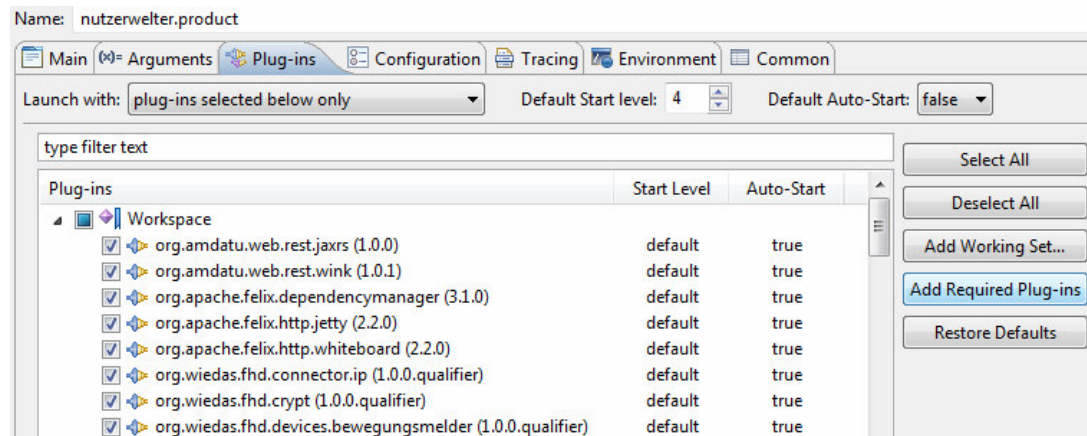 Name: nutzerwelter.product
Main (x)= Arguments Plug-ins Configuration Tracing Environment Common
Launch with: plug-ins selected below only Default Start level: 4 Default Auto-Start: false
type filter text
Select All
Plug-ins Start Level Auto-Start
Deselect All
Workspace
org.amdatu.web.rest.jaxrs (1.0.0) default true
Add Working Set...
org.amdatu.web.rest.wink (1.0.1) default true
org.apache.felix.dependencymanager (3.1.0) default true
Add Required Plug-ins
org.apache.felix.http.jetty (2.2.0) default true
Restore Defaults
org.apache.felix.http.whiteboard (2.2.0) default true
org.wiedas.fhd.connector.ip (1.0.0.qualifier) default true
org.wiedas.fhd.crypt (1.0.0.qualifier) default true
org.wiedas.fhd.devices.bewegungsmelder (1.0.0.qualifier) default true